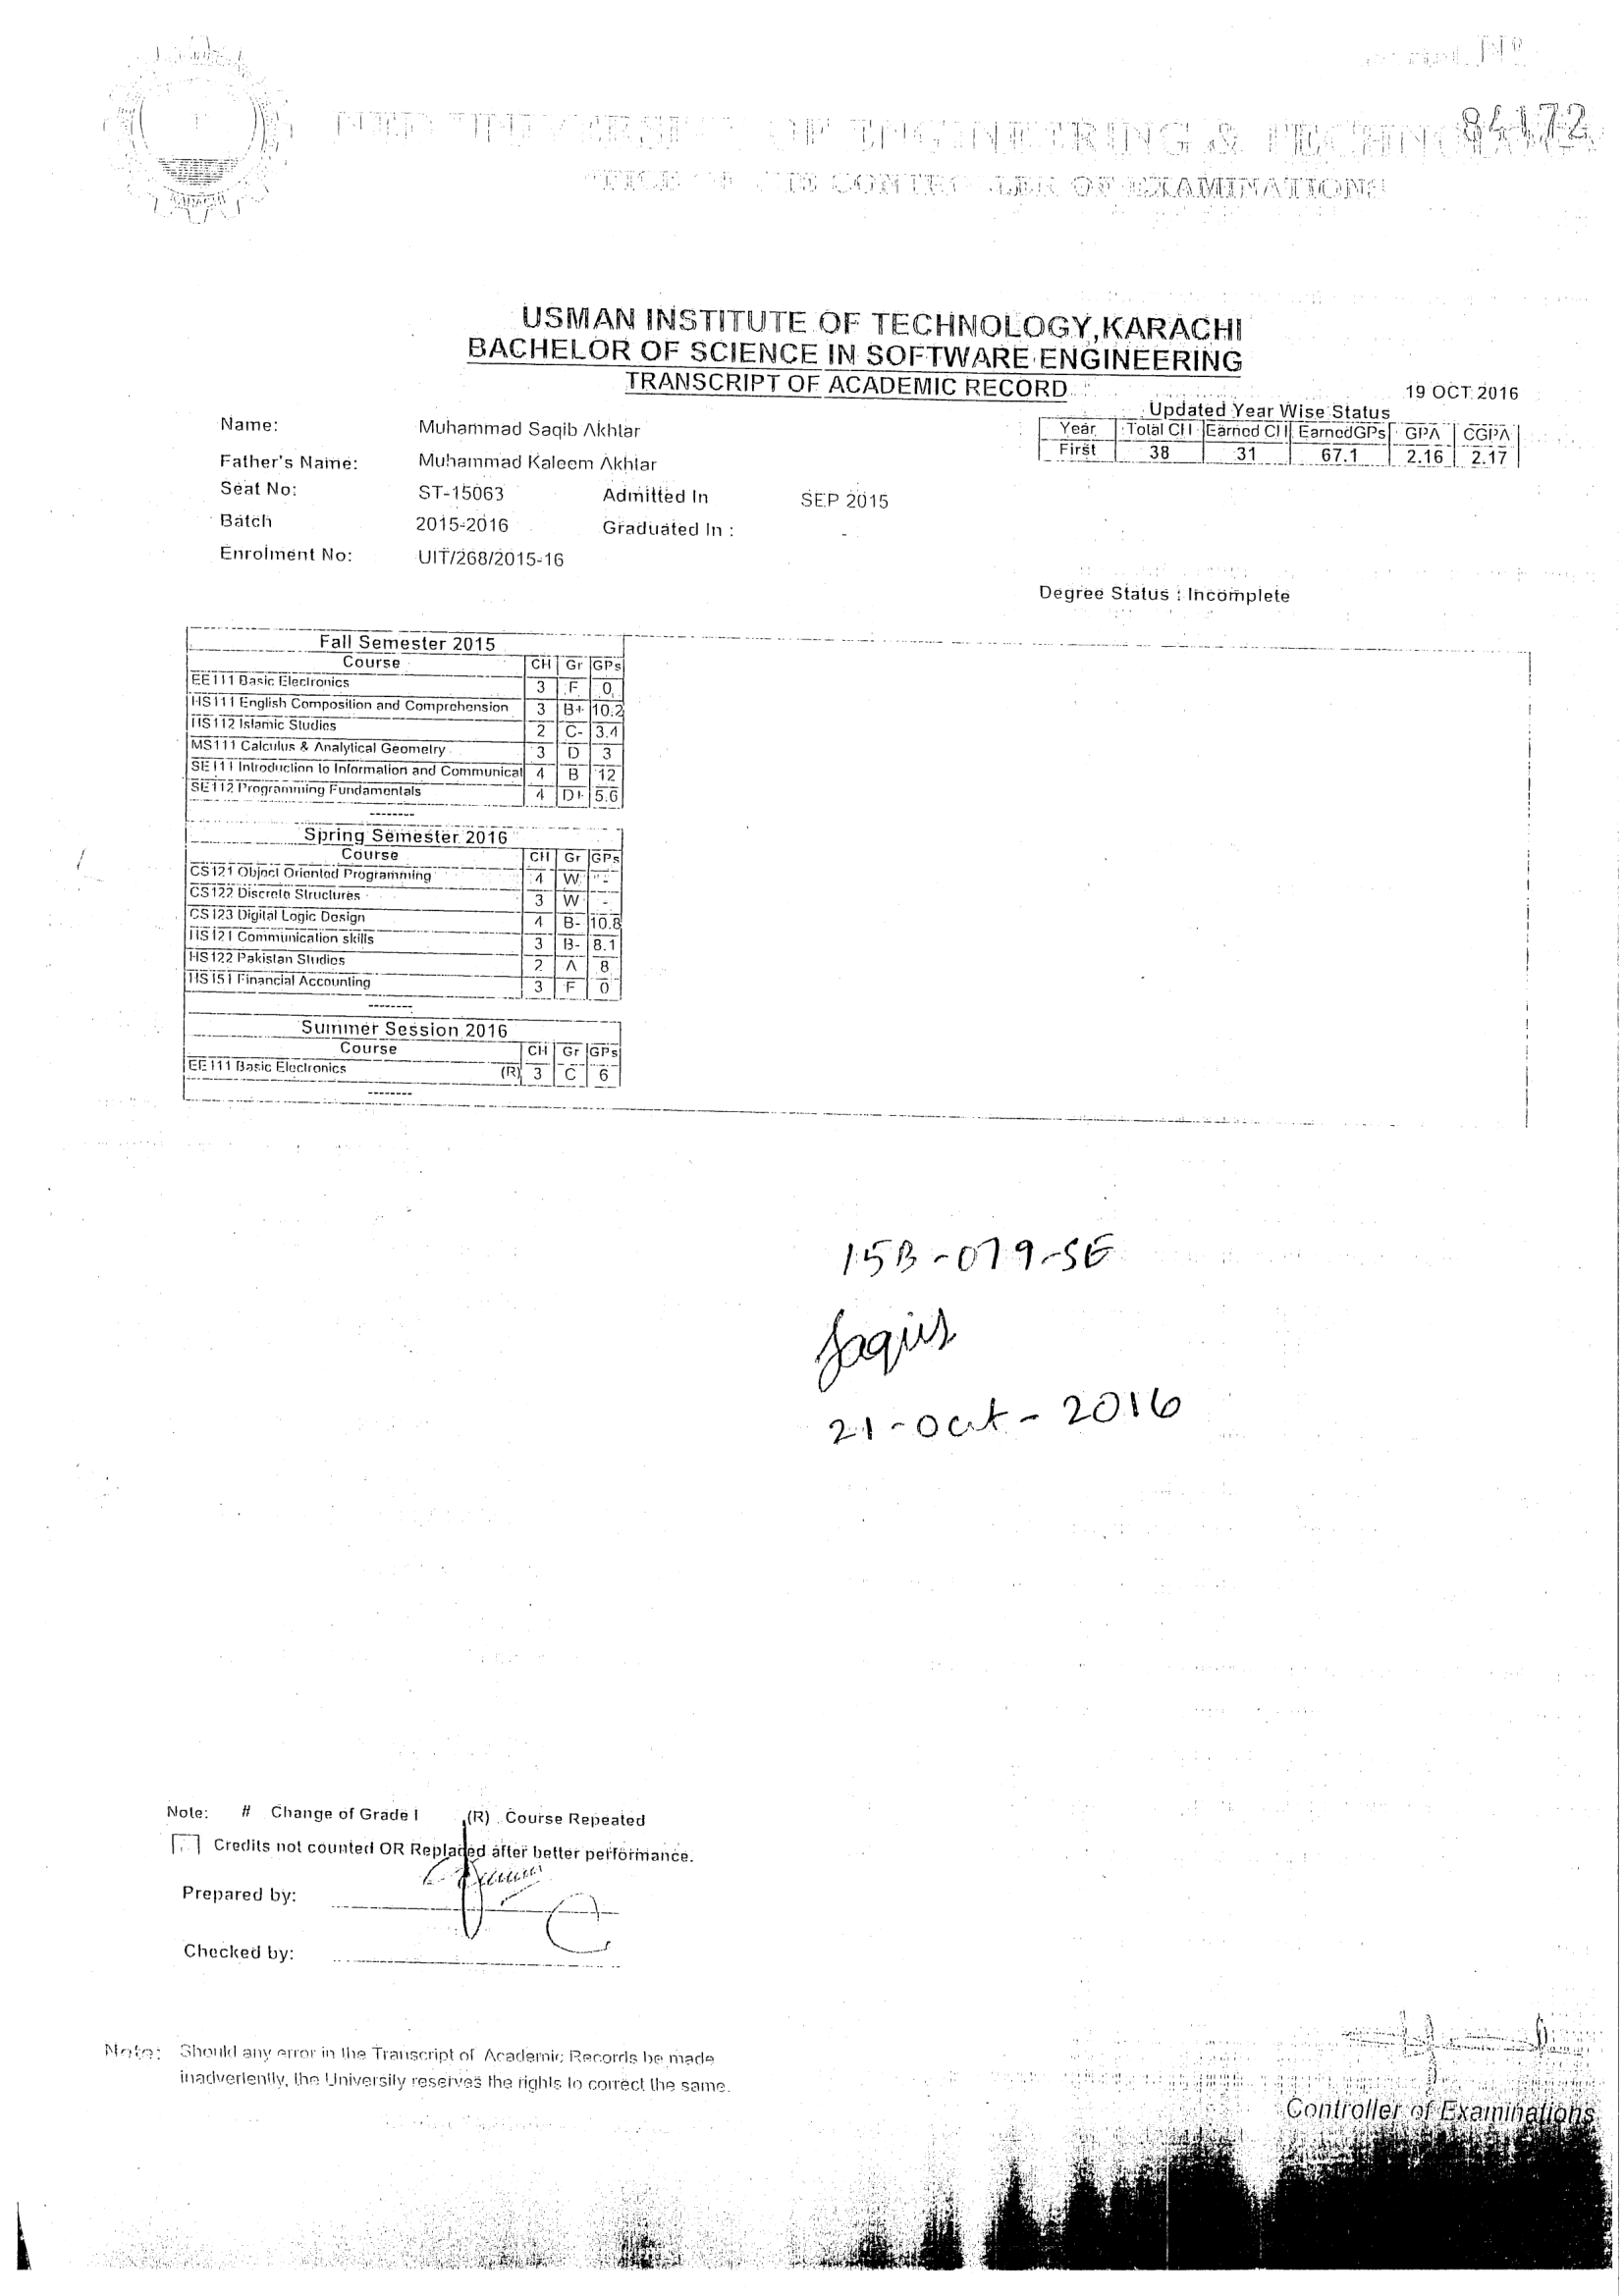 84172
UNIVERSITY OF ENGINEERING &
CONTROLLER OF EXAMINATIONS
USMAN INSTITUTE OF TECHNOLOGY, KARACHI
BACHELOR OF SCIENCE IN SOFTWARE ENGINEERING
TRANSCRIPT OF ACADEMIC RECORD
19 OCT 2016
Updated Year Wise Status
Year Total CH Earned CH EarnedGPs GPA CGPA
First 38 31 67.1 2.16 2.17
Name: Muhammad Saqib Akhtar
Father's Name: Muhammad Kaleem Akhtar
Seat No: ST-15063 Admitted In SEP 2015
Batch 2015-2016 Graduated In : -
Enrolment No: UIT/268/2015-16
Degree Status : Incomplete
Fall Semester 2015
Course CH Gr GPs
EE111 Basic Electronics 3 F 0
HS111 English Composition and Comprehension 3 B+ 10.2
HS112 Islamic Studies 2 C- 3.4
MS111 Calculus & Analytical Geometry 3 D 3
SE111 Introduction to Information and Communicat 4 B 12
SE112 Programming Fundamentals 4 D+ 5.6
--------
Spring Semester 2016
Course CH Gr GPs
CS121 Object Oriented Programming 4 W -
CS122 Discrete Structures 3 W -
CS123 Digital Logic Design 4 B- 10.8
HS121 Communication skills 3 B- 8.1
HS122 Pakistan Studies 2 A 8
HS151 Financial Accounting 3 F 0
--------
Summer Session 2016
Course CH Gr GPs
EE111 Basic Electronics (R) 3 C 6
--------
15B-079-SE
Saqib
21-Oct-2016
Note: # Change of Grade I (R) Course Repeated
[ ] Credits not counted OR Replaced after better performance.
Prepared by:
Checked by:
Note: Should any error in the Transcript of Academic Records be made
inadvertently, the University reserves the rights to correct the same.
Controller of Examinations